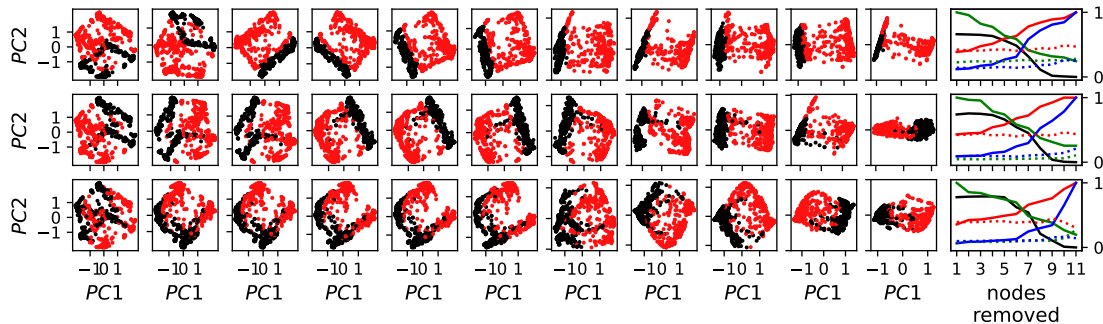 PC2 1 0 −1 1 0
PC2 1 0 −1 1 0
PC2 1 0 −1 1 0
−1 0 1 −1 0 1 −1 0 1 −1 0 1 −1 0 1 −1 0 1 −1 0 1 −1 0 1 −1 0 1 −1 0 1 −1 0 1 1 3 5 7 9 11
PC1 PC1 PC1 PC1 PC1 PC1 PC1 PC1 PC1 PC1 PC1 nodes
removed